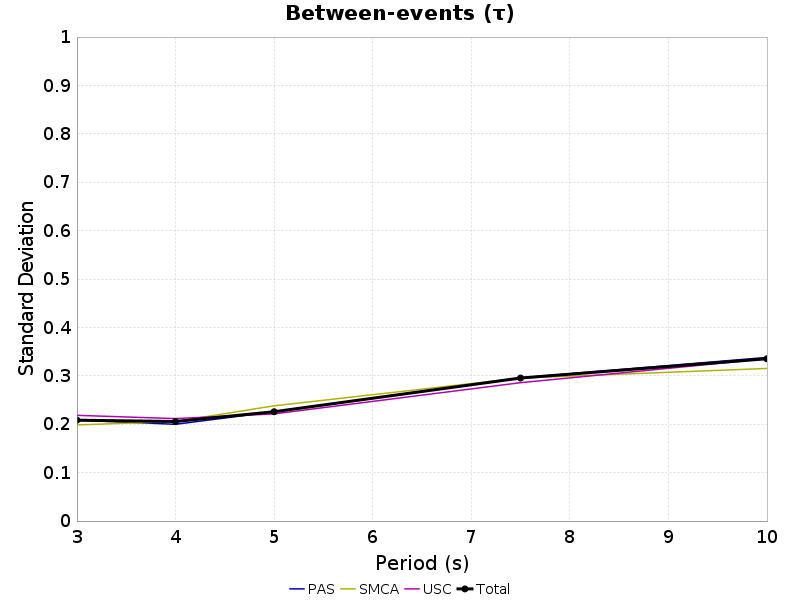 Between-events (τ)
Standard Deviation
1
0.9
0.8
0.7
0.6
0.5
0.4
0.3
0.2
0.1
0
3 4 5 6 7 8 9 10
Period (s)
PAS SMCA USC Total